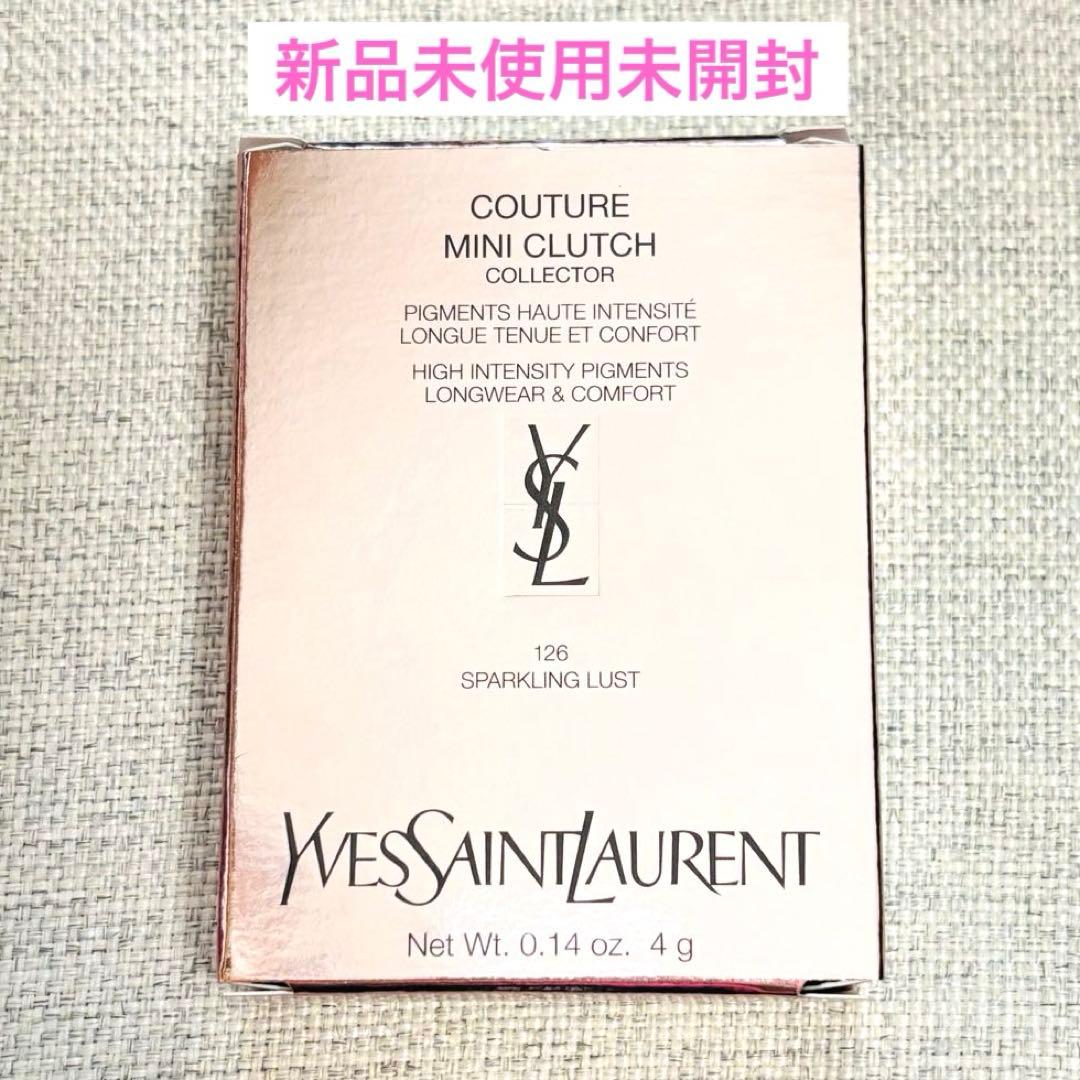 新品未使用未開封
COUTURE
MINI CLUTCH
COLLECTOR
PIGMENTS HAUTE INTENSITÉ
LONGUE TENUE ET CONFORT
HIGH INTENSITY PIGMENTS
LONGWEAR & COMFORT
YSL
126
SPARKLING LUST
YVESSAINTLAURENT
Net Wt. 0.14 oz. 4 g